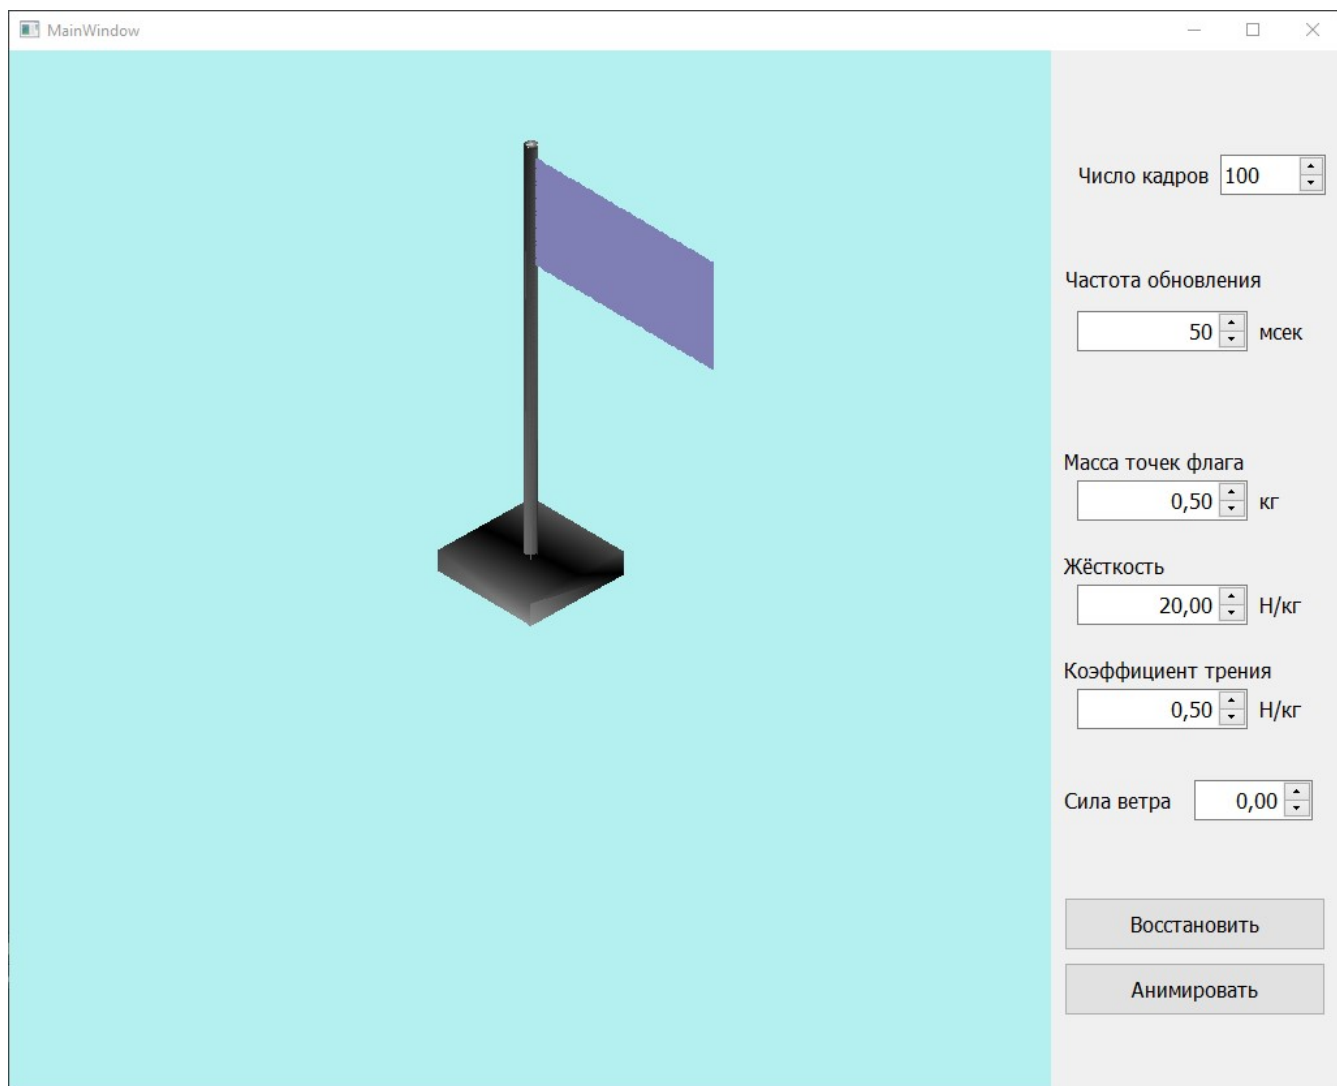 MainWindow
Число кадров 100
Частота обновления
50 мсек
Масса точек флага
0,50 кг
Жёсткость
20,00 Н/кг
Коэффициент трения
0,50 Н/кг
Сила ветра 0,00
Восстановить
Анимировать